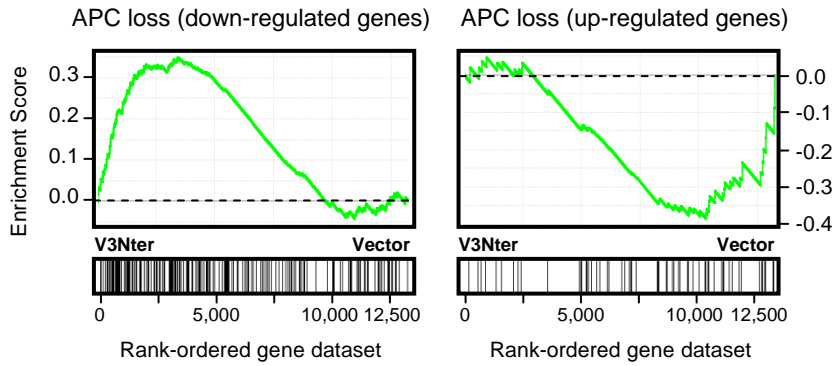 APC loss (down-regulated genes)
APC loss (up-regulated genes)
Enrichment Score
0.3
0.2
0.1
0.0
0.0
-0.1
-0.2
-0.3
-0.4
V3Nter
Vector
V3Nter
Vector
0
5,000
10,000
12,500
0
5,000
10,000
12,500
Rank-ordered gene dataset
Rank-ordered gene dataset